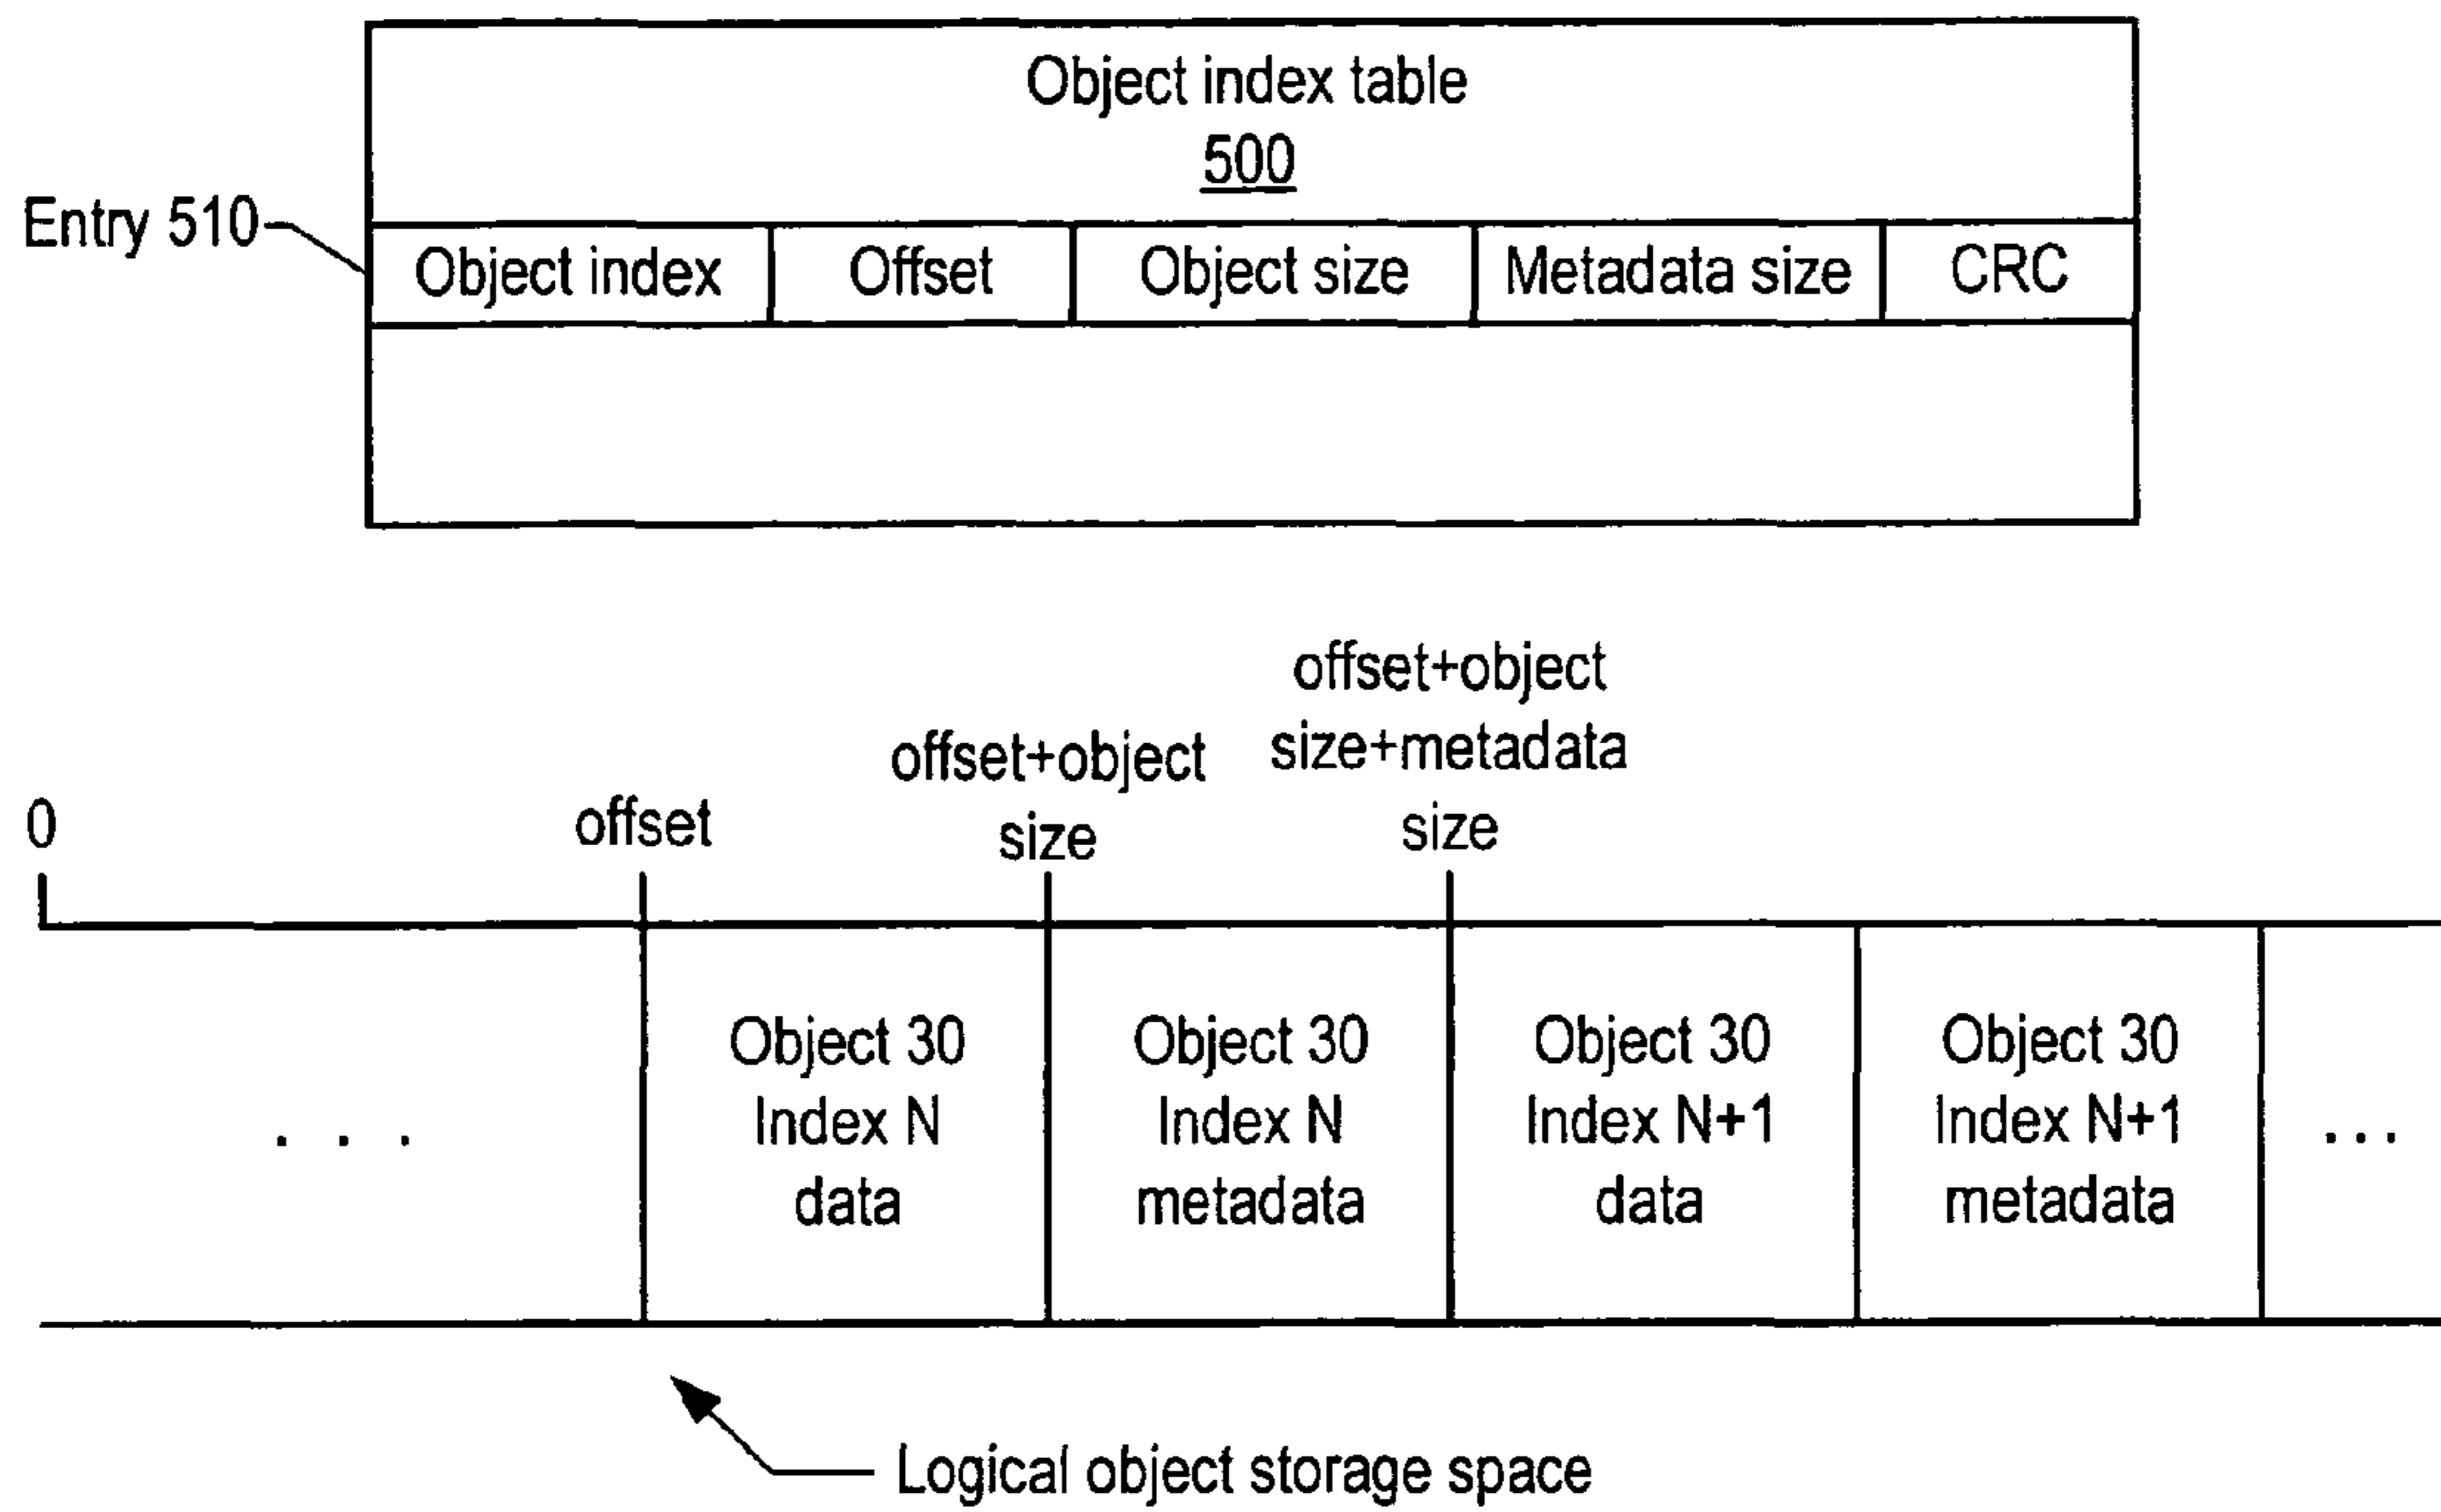 Object index table
500
Entry 510
Object index Offset Object size Metadata size CRC
offset+object
size+metadata
size
offset+object
size
offset
0
. . .
Object 30
Index N
data
Object 30
Index N
metadata
Object 30
Index N+1
data
Object 30
Index N+1
metadata
...
Logical object storage space